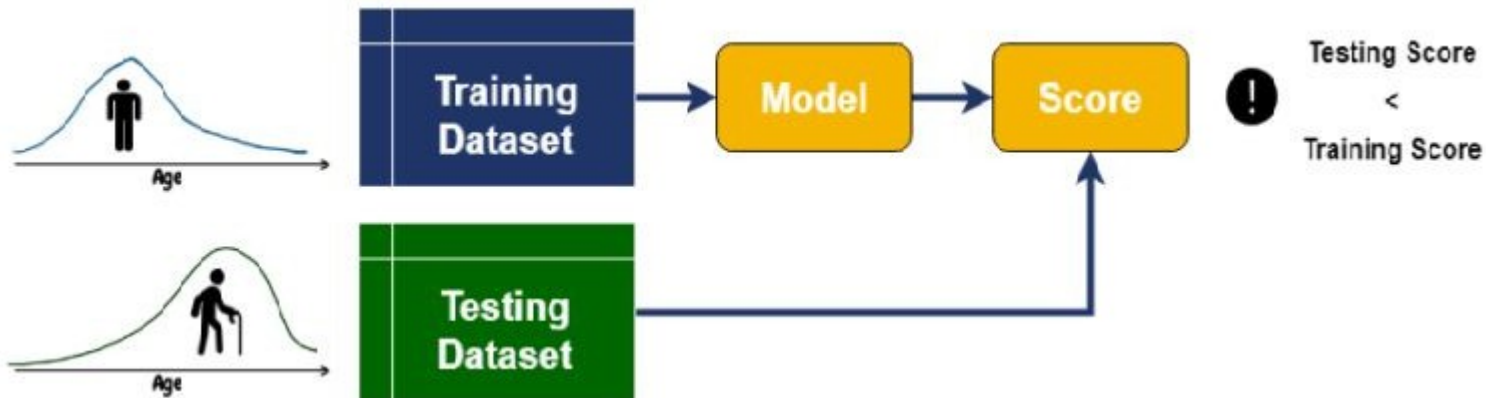 Age
Training
Dataset
Model
Score
!
Testing Score
<
Training Score
Age
Testing
Dataset